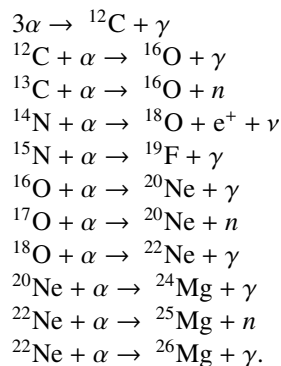 3α → ¹²C + γ
¹²C + α → ¹⁶O + γ
¹³C + α → ¹⁶O + n
¹⁴N + α → ¹⁸O + e⁺ + ν
¹⁵N + α → ¹⁹F + γ
¹⁶O + α → ²⁰Ne + γ
¹⁷O + α → ²⁰Ne + n
¹⁸O + α → ²²Ne + γ
²⁰Ne + α → ²⁴Mg + γ
²²Ne + α → ²⁵Mg + n
²²Ne + α → ²⁶Mg + γ.